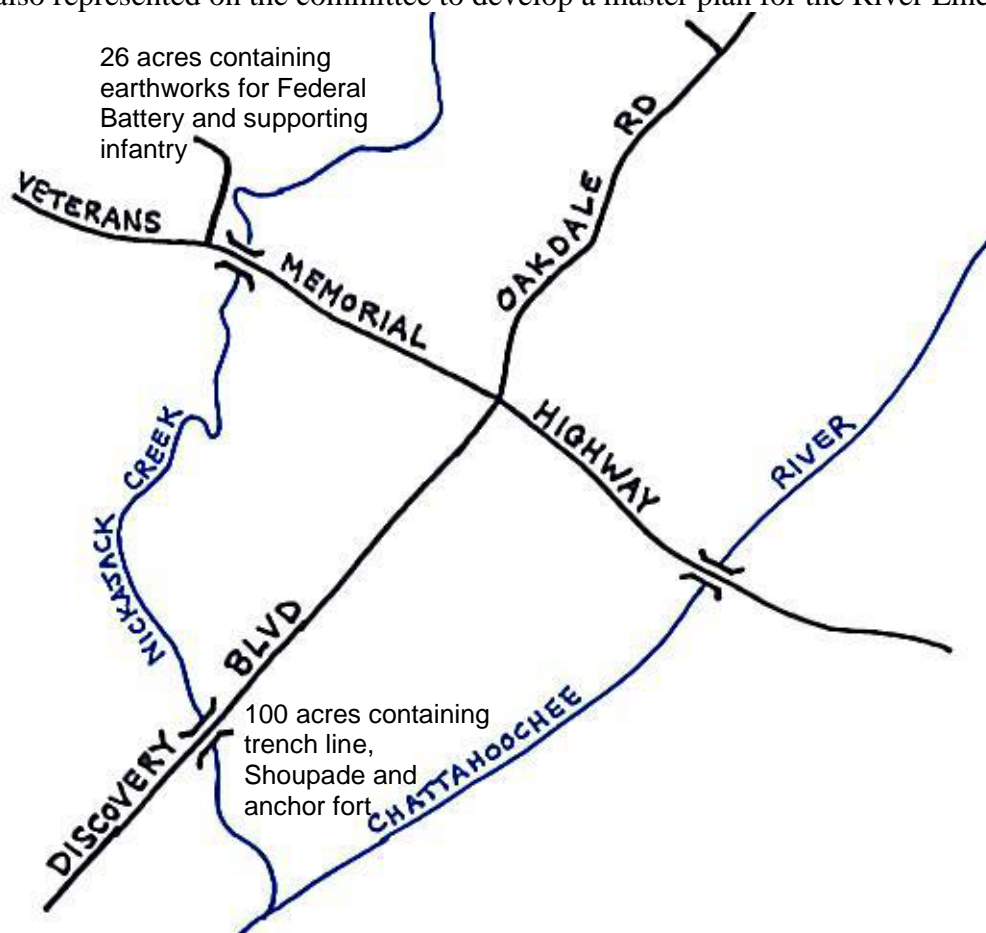 also represented on the committee to develop a master plan for the River Line
26 acres containing
earthworks for Federal
Battery and supporting
infantry
VETERANS
MEMORIAL
HIGHWAY
OAKDALE RD
RIVER
NICKAJACK CREEK
DISCOVERY BLVD
100 acres containing
trench line,
Shoupade and
anchor fort
CHATTAHOOCHEE